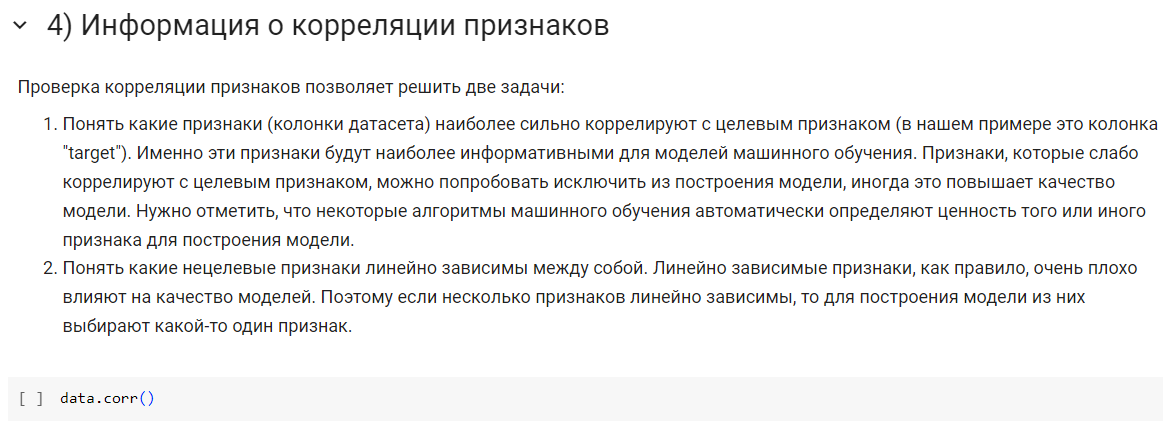 4) Информация о корреляции признаков
Проверка корреляции признаков позволяет решить две задачи:
1. Понять какие признаки (колонки датасета) наиболее сильно коррелируют с целевым признаком (в нашем примере это колонка
"target"). Именно эти признаки будут наиболее информативными для моделей машинного обучения. Признаки, которые слабо
коррелируют с целевым признаком, можно попробовать исключить из построения модели, иногда это повышает качество
модели. Нужно отметить, что некоторые алгоритмы машинного обучения автоматически определяют ценность того или иного
признака для построения модели.
2. Понять какие нецелевые признаки линейно зависимы между собой. Линейно зависимые признаки, как правило, очень плохо
влияют на качество моделей. Поэтому если несколько признаков линейно зависимы, то для построения модели из них
выбирают какой-то один признак.
[ ] data.corr()